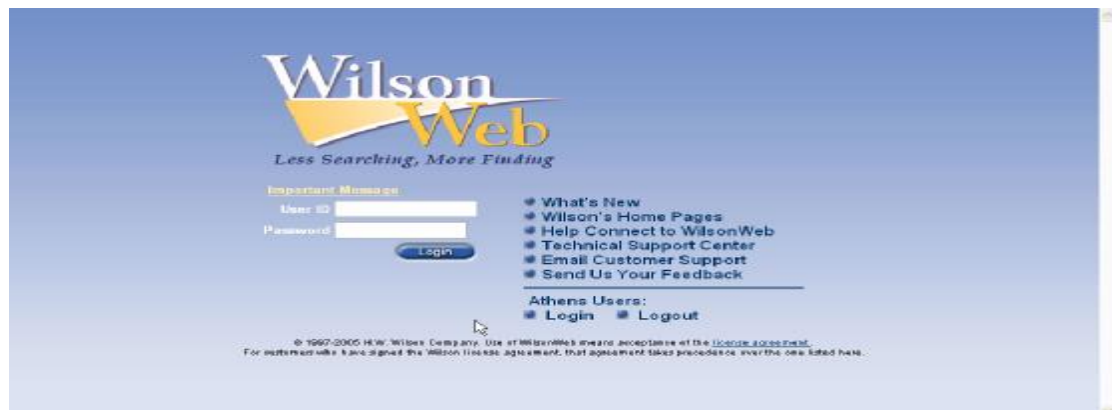 Wilson
Web
Less Searching, More Finding
Important Message
User ID
Password
Login
What's New
Wilson's Home Pages
Help Connect to WilsonWeb
Technical Support Center
Email Customer Support
Send Us Your Feedback
Athens Users:
Login Logout
© 1997-2005 H.W. Wilson Company. Use of WilsonWeb means acceptance of the license agreement.
For customers who have signed the Wilson license agreement, that agreement takes precedence over the one listed here.